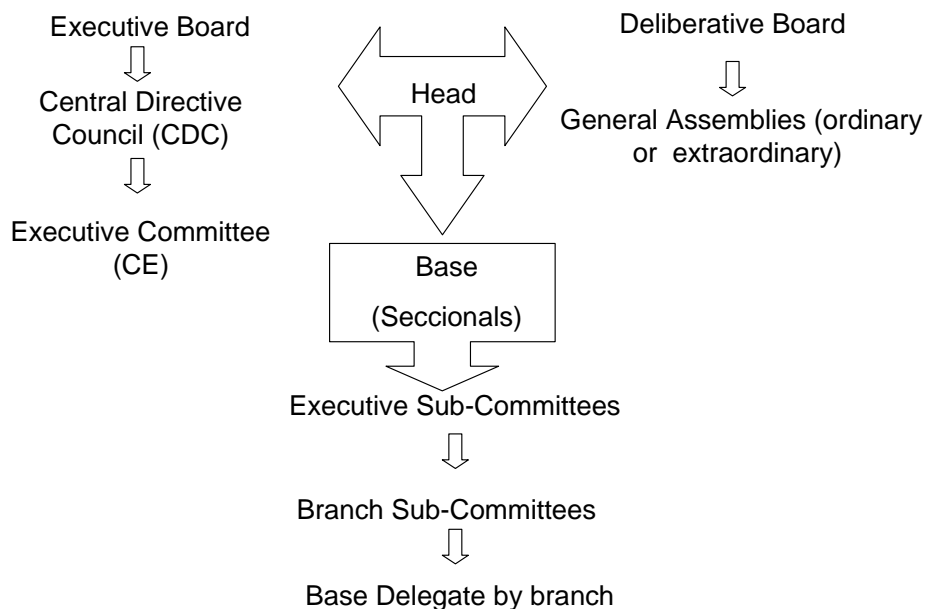 Executive Board
Central Directive
Council (CDC)
Executive Committee
(CE)
Head
Deliberative Board
General Assemblies (ordinary
or extraordinary)
Base
(Seccionals)
Executive Sub-Committees
Branch Sub-Committees
Base Delegate by branch